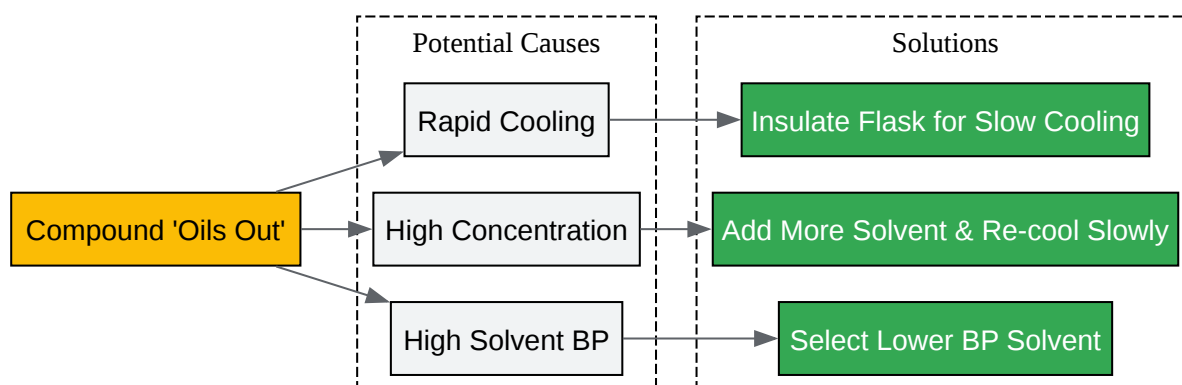 Potential Causes
Solutions
Rapid Cooling
Insulate Flask for Slow Cooling
Compound 'Oils Out'
High Concentration
Add More Solvent & Re-cool Slowly
High Solvent BP
Select Lower BP Solvent